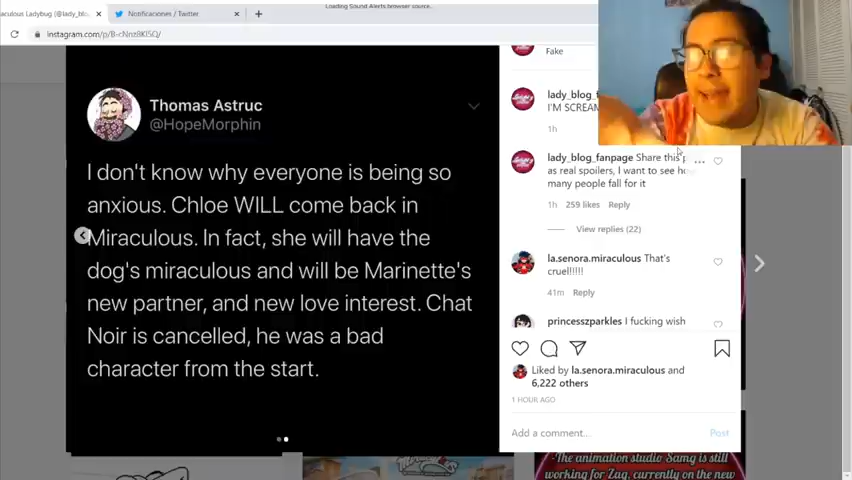 Loading Sound Alerts browser source...
aculous Ladybug (@lady_blo
Notificaciones / Twitter
instagram.com/p/B-cNnz8Kl5Q/
Thomas Astruc
@HopeMorphin
I don't know why everyone is being so
anxious. Chloe WILL come back in
Miraculous. In fact, she will have the
dog's miraculous and will be Marinette's
new partner, and new love interest. Chat
Noir is cancelled, he was a bad
character from the start.
Fake
lady_blog_f
I'M SCREAM
1h
lady_blog_fanpage Share this p
as real spoilers, I want to see ho
many people fall for it
1h 259 likes Reply
View replies (22)
la.senora.miraculous That's
cruel!!!!!
41m Reply
princesszparkles I fucking wish
Liked by la.senora.miraculous and
6,222 others
1 HOUR AGO
Add a comment...
Post
-The animation studio Samg is still
working for Zag, currently on the new